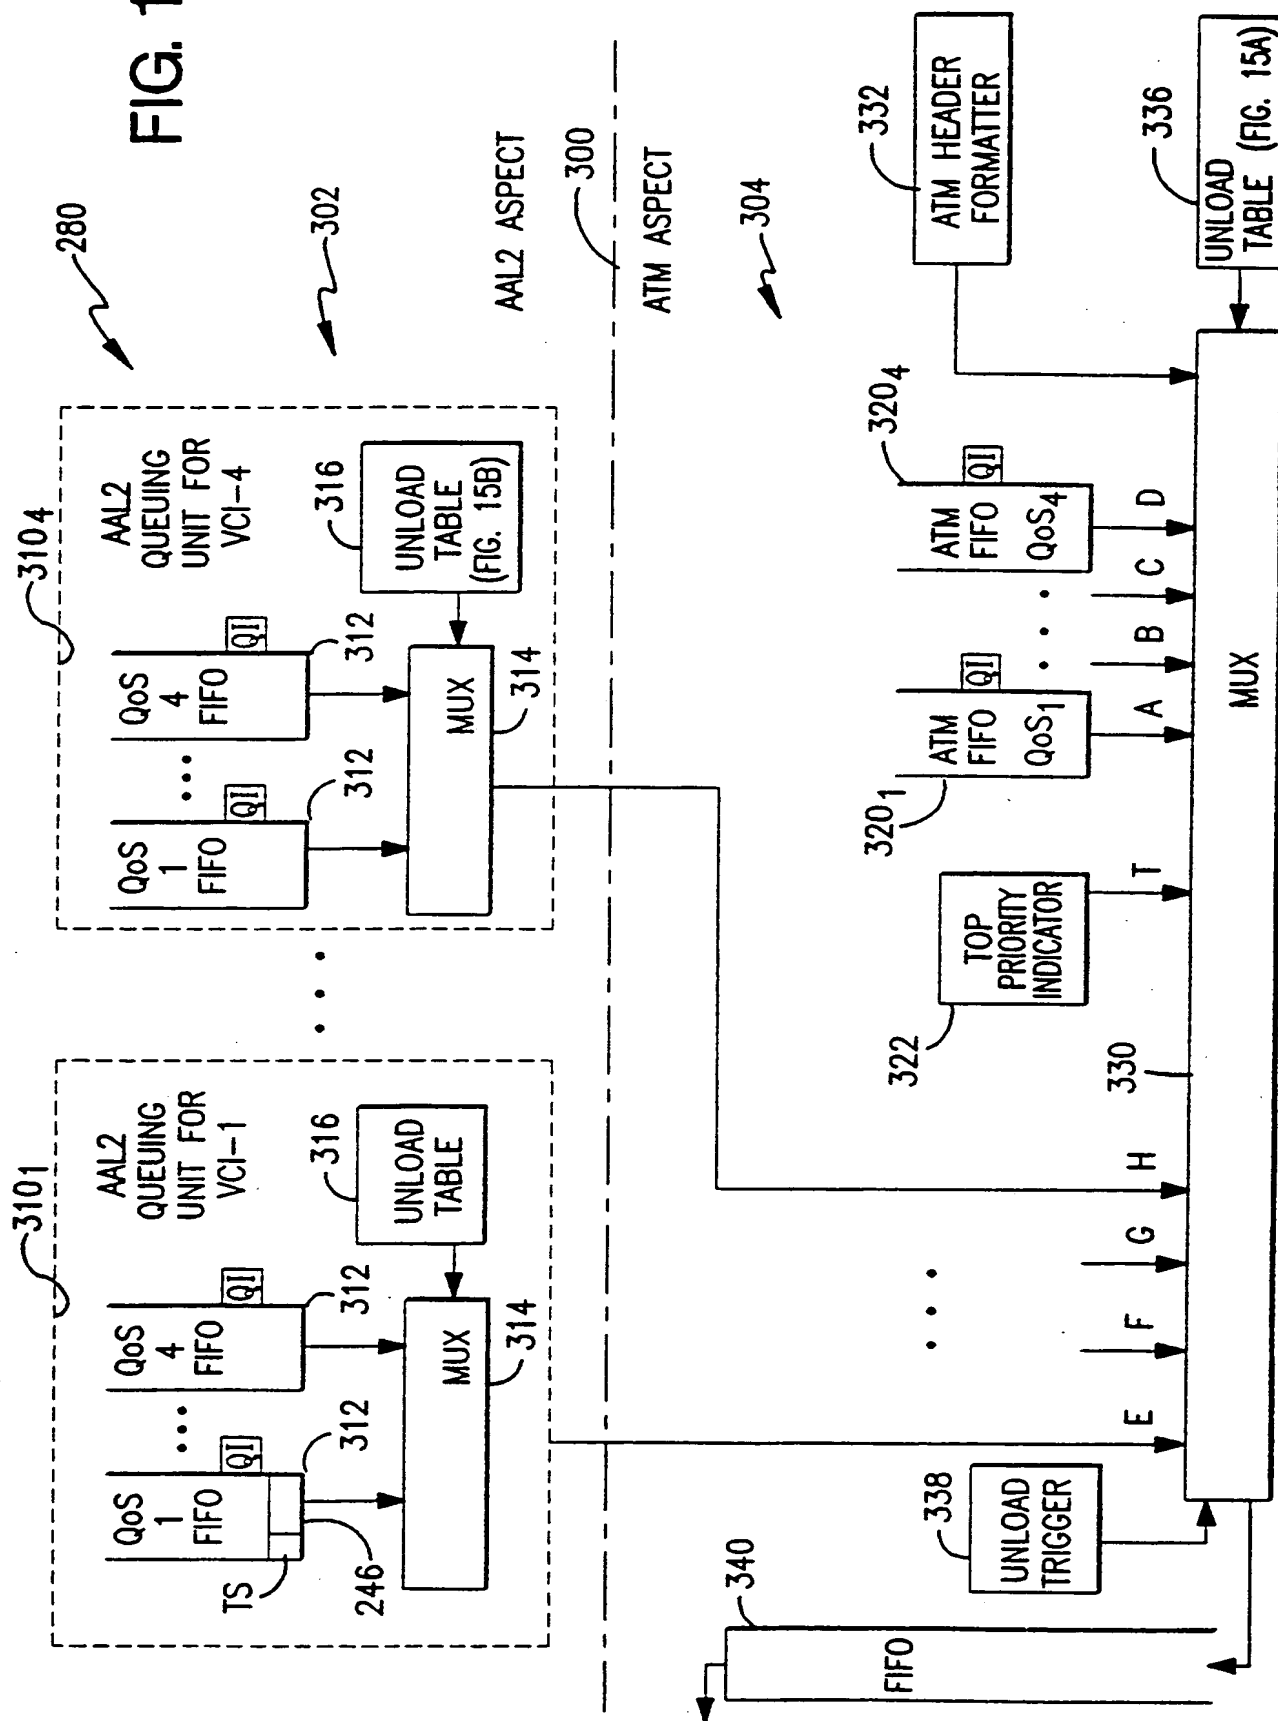 FIG. 1
280
302
AAL2 ASPECT
300
ATM ASPECT
304
3101
AAL2
QUEUING
UNIT FOR
VCI-1
QoS
1
FIFO
QI
312
TS
246
QoS
4
FIFO
QI
312
316
UNLOAD
TABLE
MUX
314
3104
AAL2
QUEUING
UNIT FOR
VCI-4
QoS
1
FIFO
QI
312
QoS
4
FIFO
QI
312
316
UNLOAD
TABLE
(FIG. 15B)
MUX
314
340
FIFO
338
UNLOAD
TRIGGER
E
F
G
H
322
TOP
PRIORITY
INDICATOR
T
3201
ATM
FIFO
QoS1
QI
A
B
C
3204
ATM
FIFO
QoS4
QI
D
332
ATM HEADER
FORMATTER
336
UNLOAD
TABLE (FIG. 15A)
330
MUX